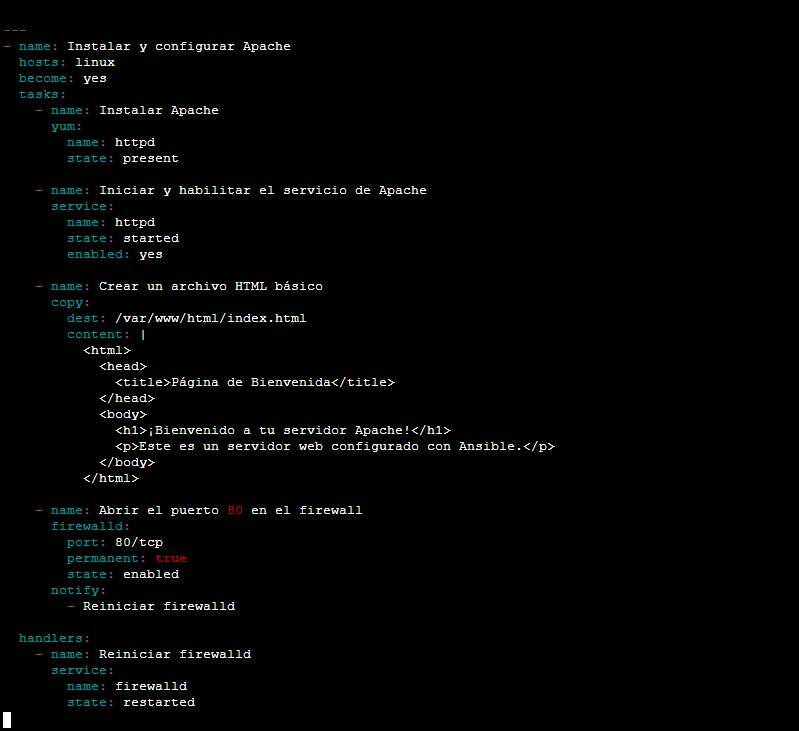 ---
- name: Instalar y configurar Apache
  hosts: linux
  become: yes
  tasks:
    - name: Instalar Apache
      yum:
        name: httpd
        state: present

    - name: Iniciar y habilitar el servicio de Apache
      service:
        name: httpd
        state: started
        enabled: yes

    - name: Crear un archivo HTML básico
      copy:
        dest: /var/www/html/index.html
        content: |
          <html>
            <head>
              <title>Página de Bienvenida</title>
            </head>
            <body>
              <h1>¡Bienvenido a tu servidor Apache!</h1>
              <p>Este es un servidor web configurado con Ansible.</p>
            </body>
          </html>

    - name: Abrir el puerto 80 en el firewall
      firewalld:
        port: 80/tcp
        permanent: true
        state: enabled
      notify:
        - Reiniciar firewalld

  handlers:
    - name: Reiniciar firewalld
      service:
        name: firewalld
        state: restarted